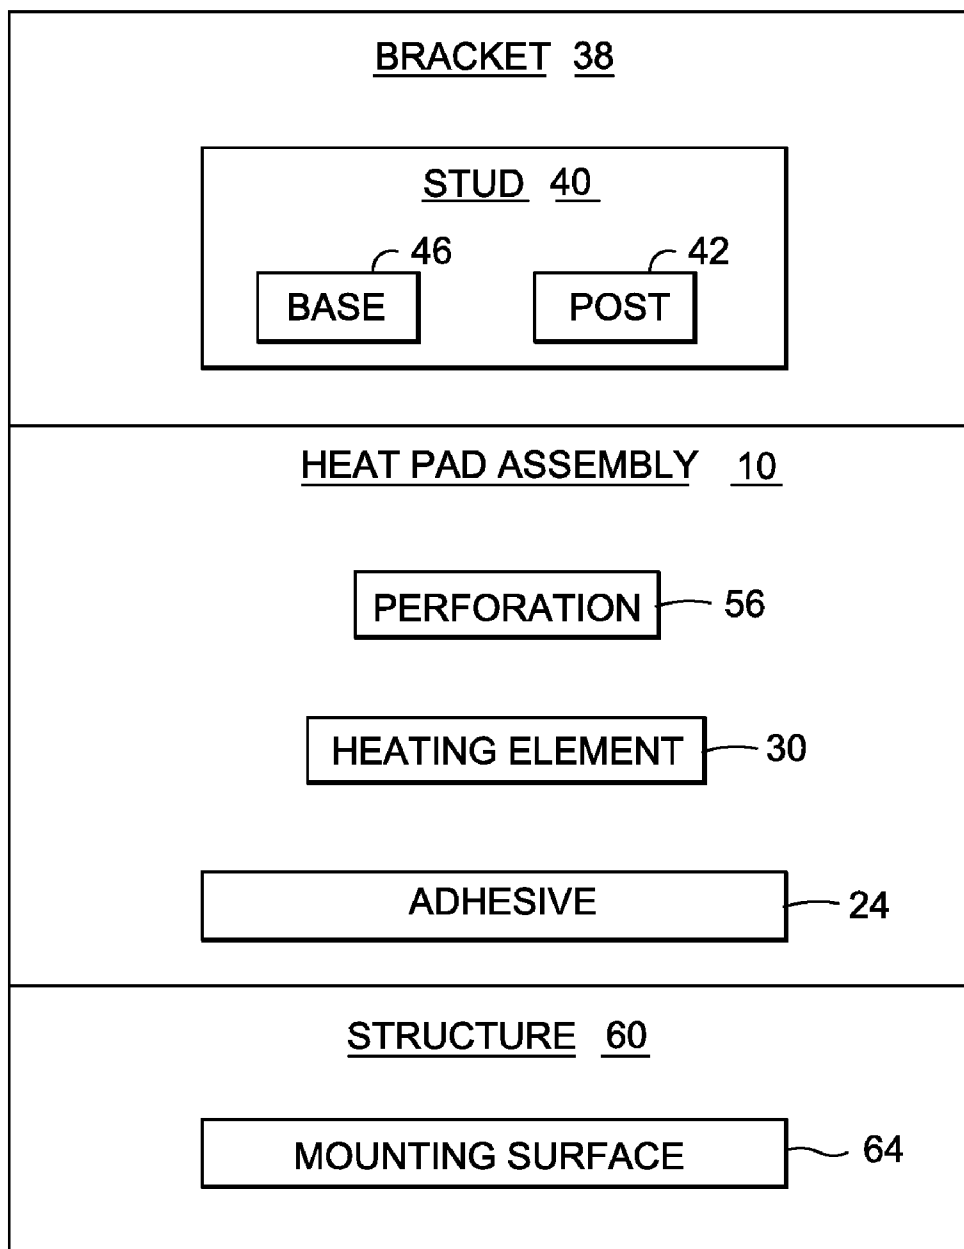 BRACKET 38
STUD 40
46
42
BASE
POST
HEAT PAD ASSEMBLY 10
PERFORATION
56
HEATING ELEMENT
30
ADHESIVE
24
STRUCTURE 60
MOUNTING SURFACE
64